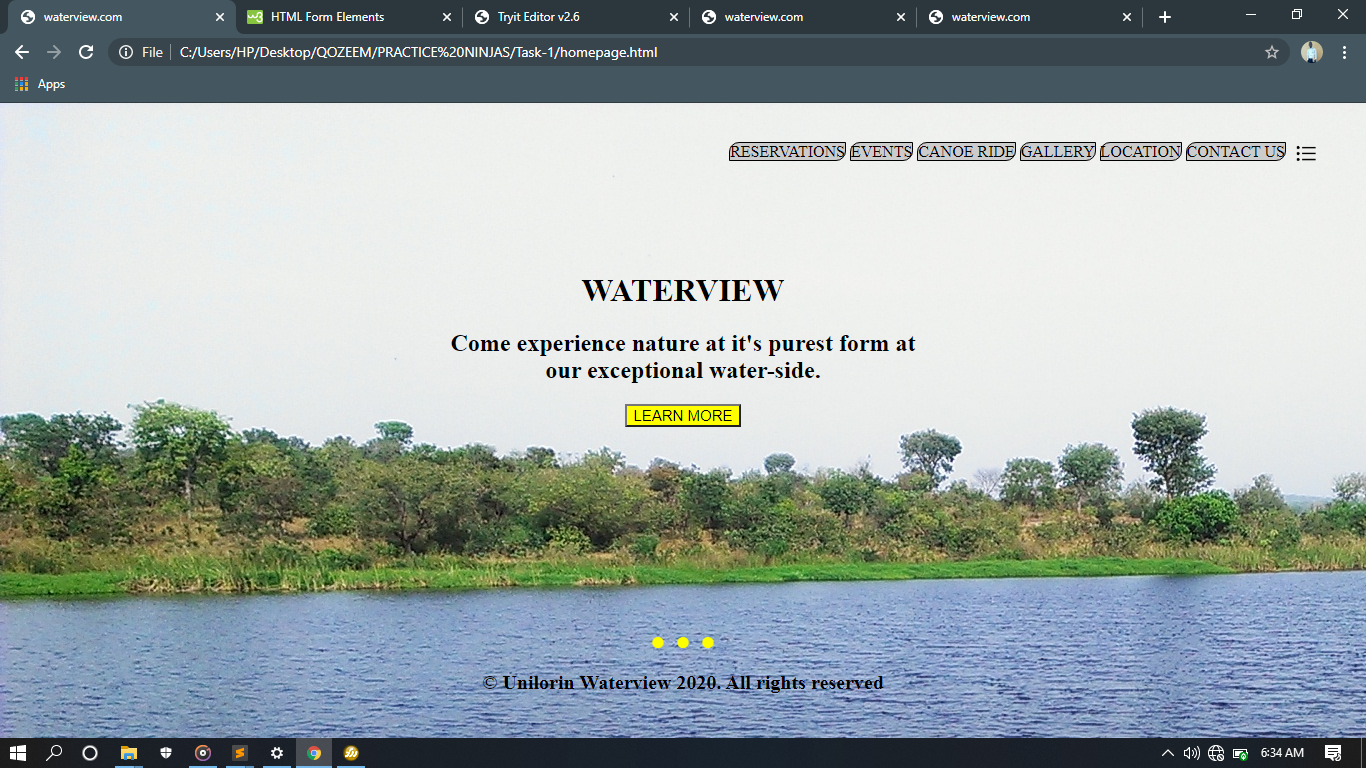 waterview.com
HTML Form Elements
Tryit Editor v2.6
waterview.com
waterview.com
File
C:/Users/HP/Desktop/QOZEEM/PRACTICE%20NINJAS/Task-1/homepage.html
Apps
RESERVATIONS EVENTS CANOE RIDE GALLERY LOCATION CONTACT US
WATERVIEW
Come experience nature at it's purest form at
our exceptional water-side.
LEARN MORE
© Unilorin Waterview 2020. All rights reserved
6:34 AM